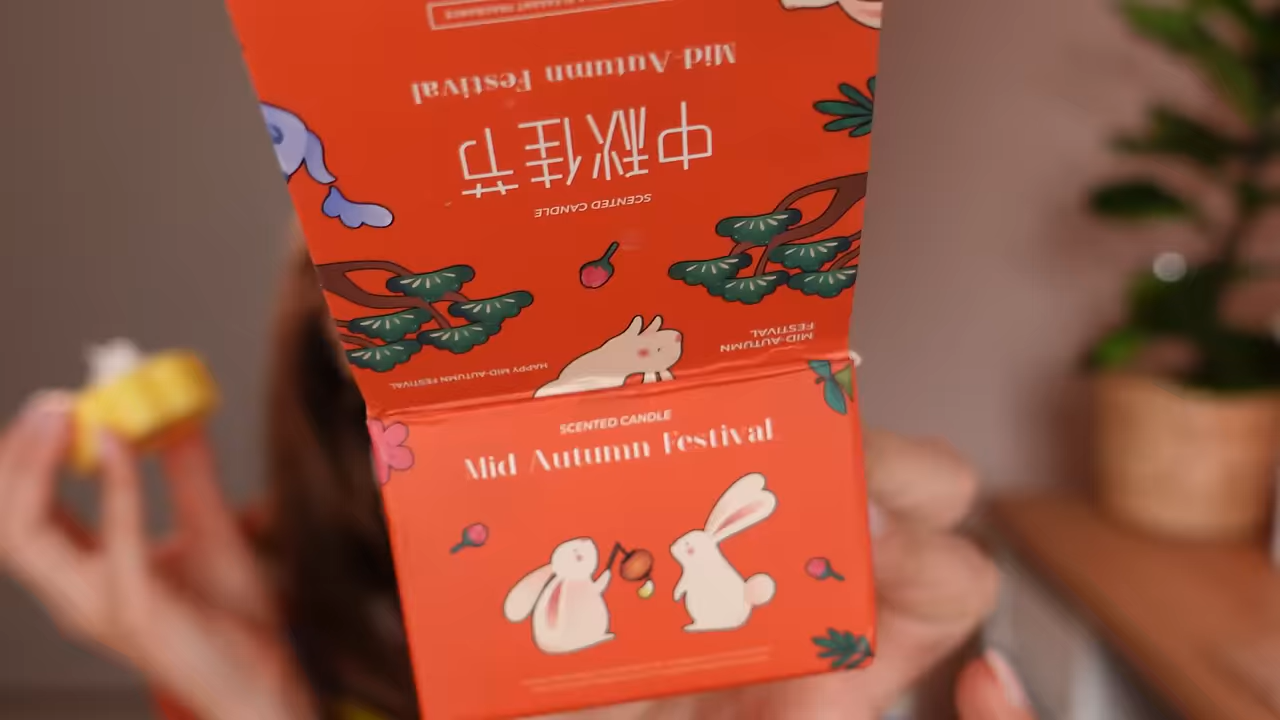 FRAGRANCE
Mid-Autumn Festival
中秋佳节
SCENTED CANDLE
MID-AUTUMN
FESTIVAL
HAPPY MID-AUTUMN FESTIVAL
SCENTED CANDLE
Mid Autumn Festival